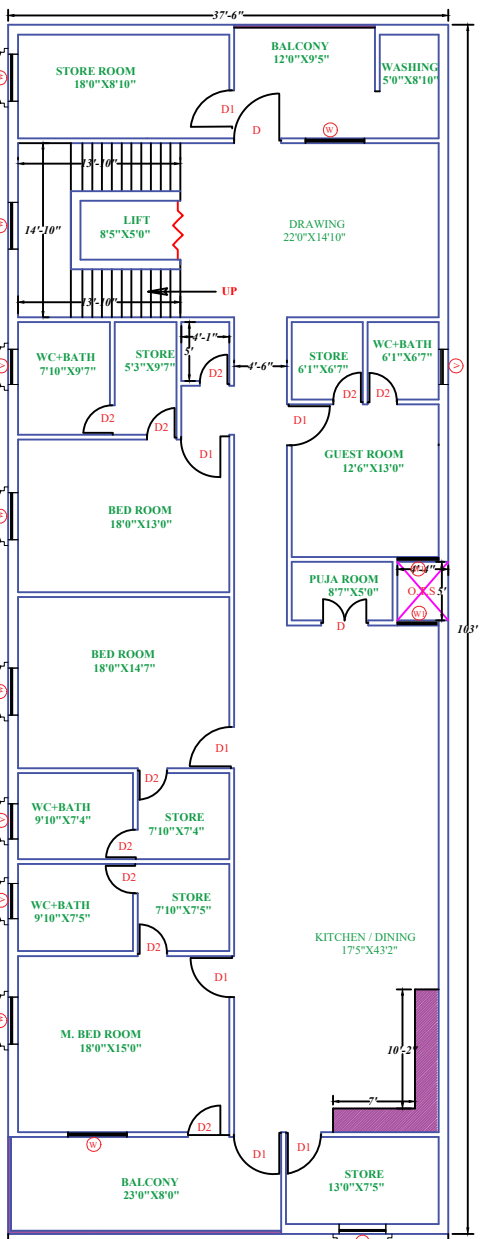 37'-6"
BALCONY
12'0"X9'5"
STORE ROOM
18'0"X8'10"
WASHING
5'0"X8'10"
W
D1
D
W
13'-10"
LIFT
8'5"X5'0"
DRAWING
22'0"X14'10"
W
14'-10"
UP
13'-10"
4'-1"
WC+BATH
7'10"X9'7"
STORE
5'3"X9'7"
5'
D2
4'-6"
STORE
6'1"X6'7"
WC+BATH
6'1"X6'7"
V
V
D2
D2
D2
D2
D1
D1
GUEST ROOM
12'6"X13'0"
BED ROOM
18'0"X13'0"
W
PUJA ROOM
8'7"X5'0"
4'-4"
O.T.S
5'
W1
D
103'
BED ROOM
18'0"X14'7"
W
D1
D2
WC+BATH
9'10"X7'4"
STORE
7'10"X7'4"
V
D2
D2
WC+BATH
9'10"X7'5"
STORE
7'10"X7'5"
V
D2
KITCHEN / DINING
17'5"X43'2"
D1
M. BED ROOM
18'0"X15'0"
W
10'-2"
7'
D2
W
D1
D1
BALCONY
23'0"X8'0"
STORE
13'0"X7'5"